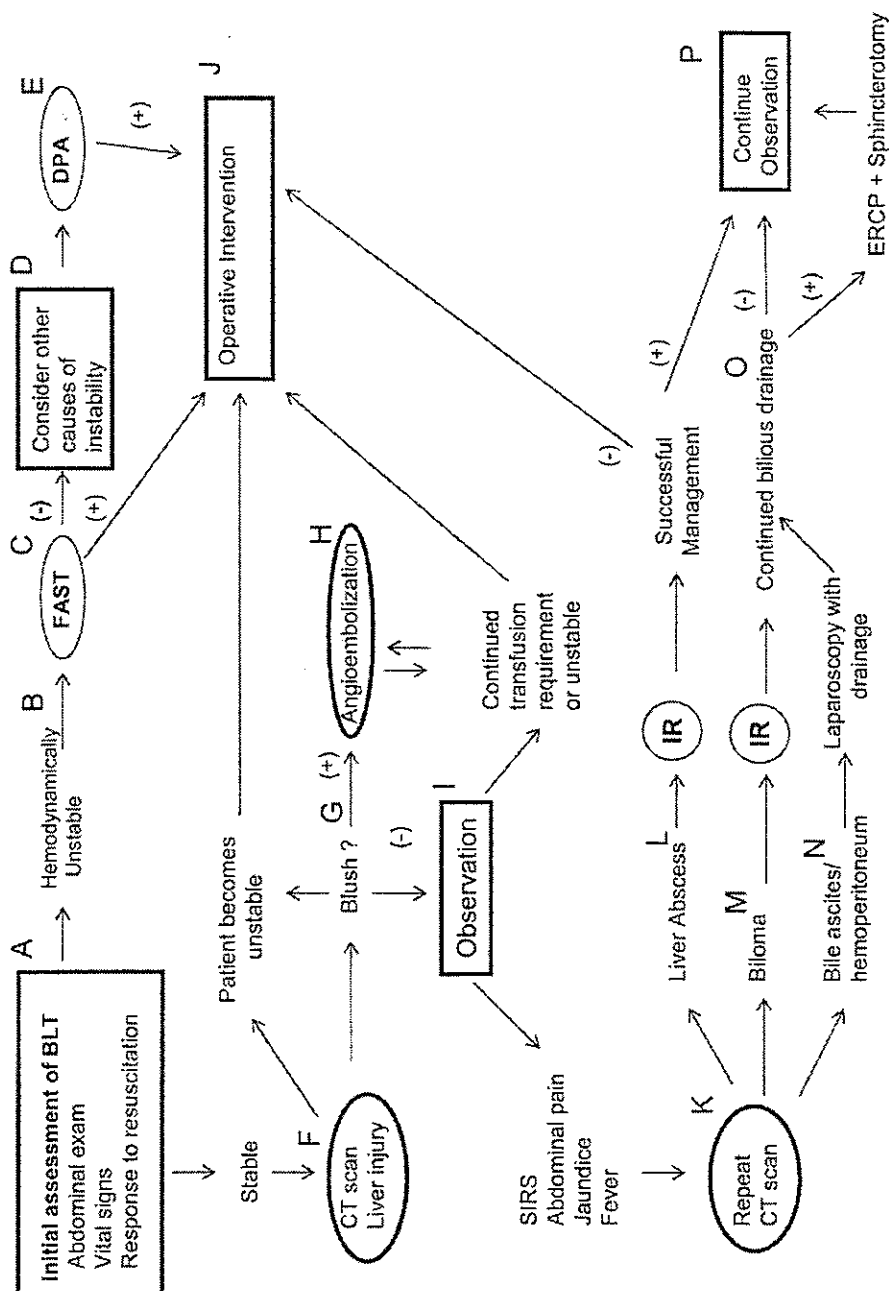 A
Initial assessment of BLT
Abdominal exam
Vital signs
Response to resuscitation
Hemodynamically
Unstable
B
C
FAST
(-)
(+)
D
Consider other
causes of
instability
E
DPA
(+)
J
Operative Intervention
Stable
F
CT scan
Liver injury
Patient becomes
unstable
Blush ?
G
(+)
(-)
H
Angioembolization
I
Observation
Continued
transfusion
requirement
or unstable
SIRS
Abdominal pain
Jaundice
Fever
K
Repeat
CT scan
L
Liver Abscess
IR
Successful
Management
(-)
(+)
M
Biloma
IR
Continued bilious drainage
O
(-)
(+)
N
Bile ascites/
hemoperitoneum
Laparoscopy with
drainage
P
Continue
Observation
ERCP + Sphincterotomy